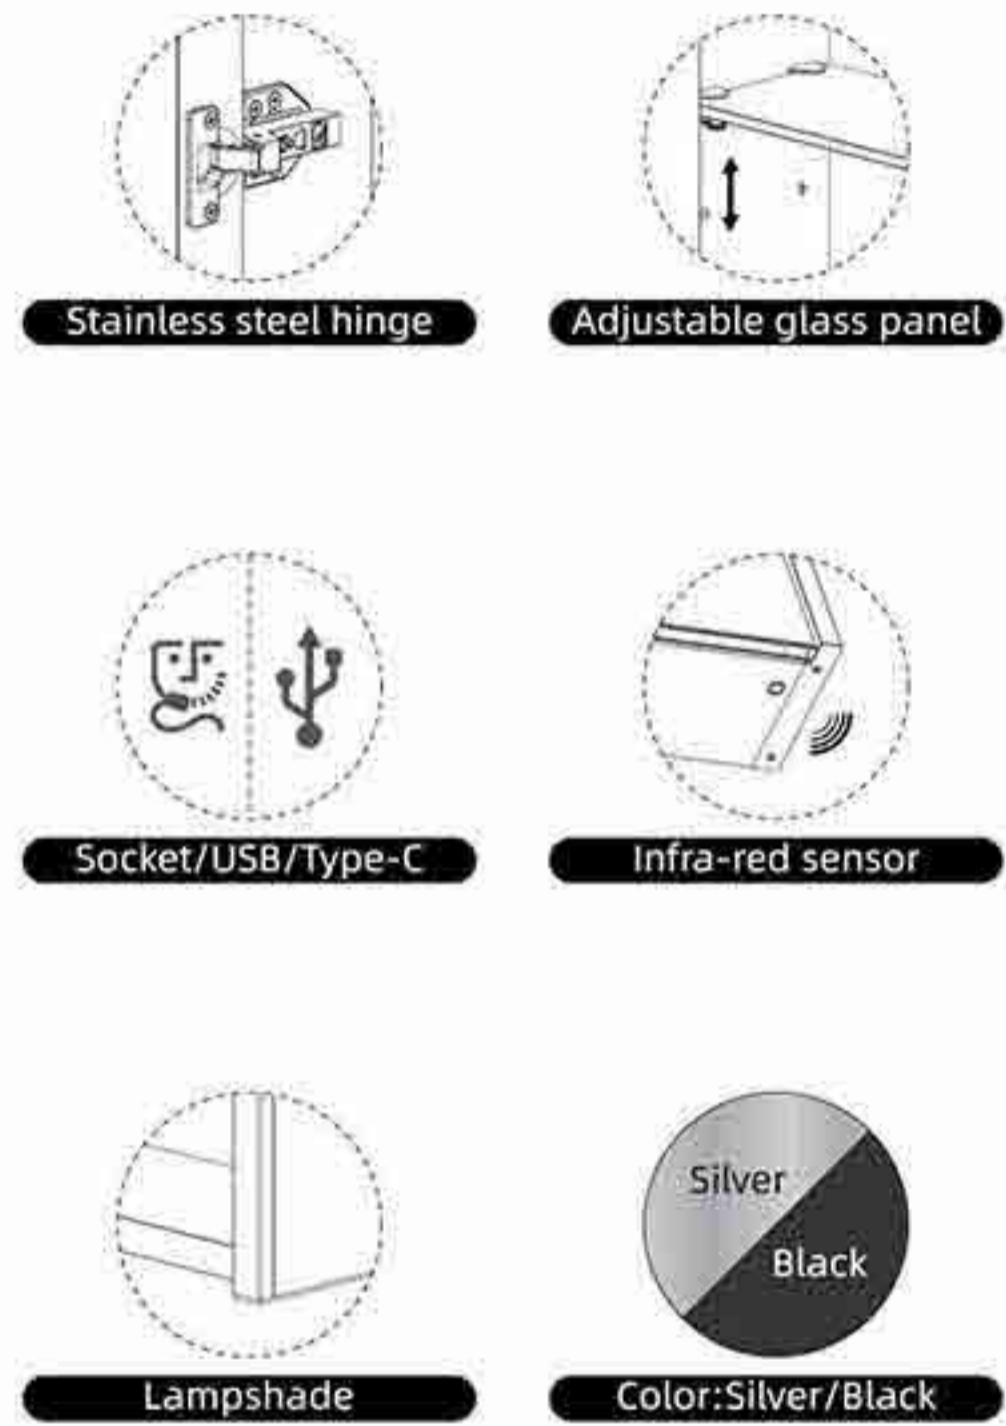 Stainless steel hinge
Adjustable glass panel
Socket/USB/Type-C
Infra-red sensor
Silver
Black
Lampshade
Color:Silver/Black